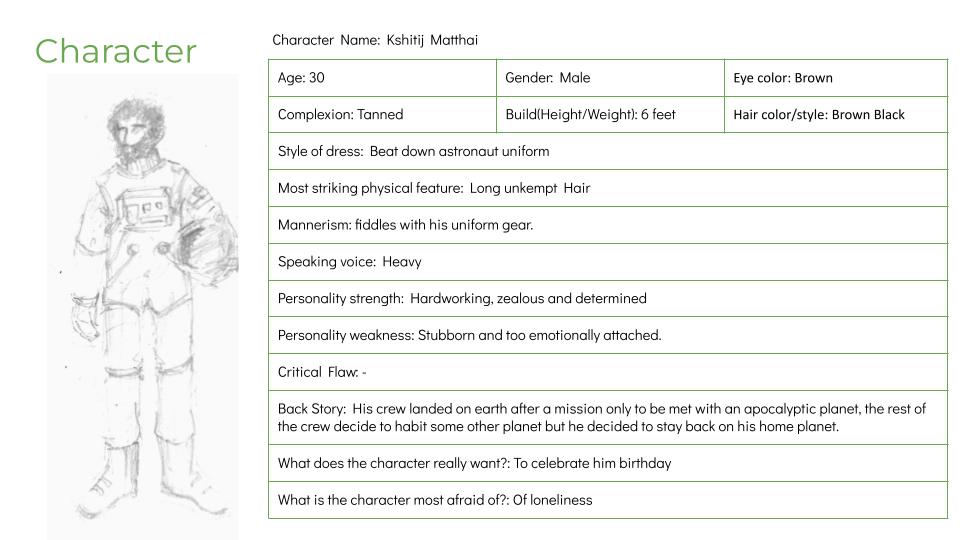 Character
Character Name: Kshitij Matthai
Age: 30
Gender: Male
Eye color: Brown
Complexion: Tanned
Build(Height/Weight): 6 feet
Hair color/style: Brown Black
Style of dress: Beat down astronaut uniform
Most striking physical feature: Long unkempt Hair
Mannerism: fiddles with his uniform gear.
Speaking voice: Heavy
Personality strength: Hardworking, zealous and determined
Personality weakness: Stubborn and too emotionally attached.
Critical Flaw: -
Back Story: His crew landed on earth after a mission only to be met with an apocalyptic planet, the rest of
the crew decide to habit some other planet but he decided to stay back on his home planet.
What does the character really want?: To celebrate him birthday
What is the character most afraid of?: Of loneliness